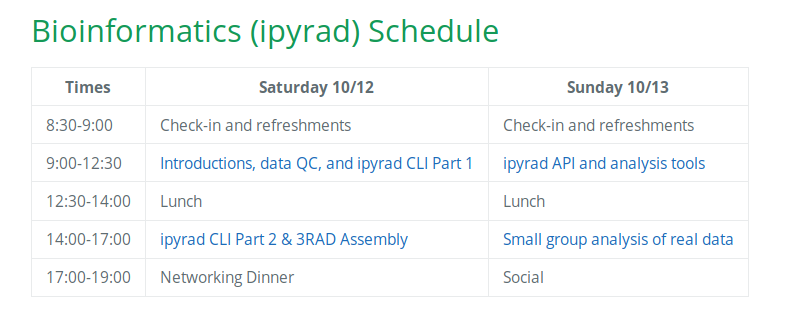 Bioinformatics (ipyrad) Schedule
Times Saturday 10/12 Sunday 10/13
8:30-9:00 Check-in and refreshments Check-in and refreshments
9:00-12:30 Introductions, data QC, and ipyrad CLI Part 1 ipyrad API and analysis tools
12:30-14:00 Lunch Lunch
14:00-17:00 ipyrad CLI Part 2 & 3RAD Assembly Small group analysis of real data
17:00-19:00 Networking Dinner Social